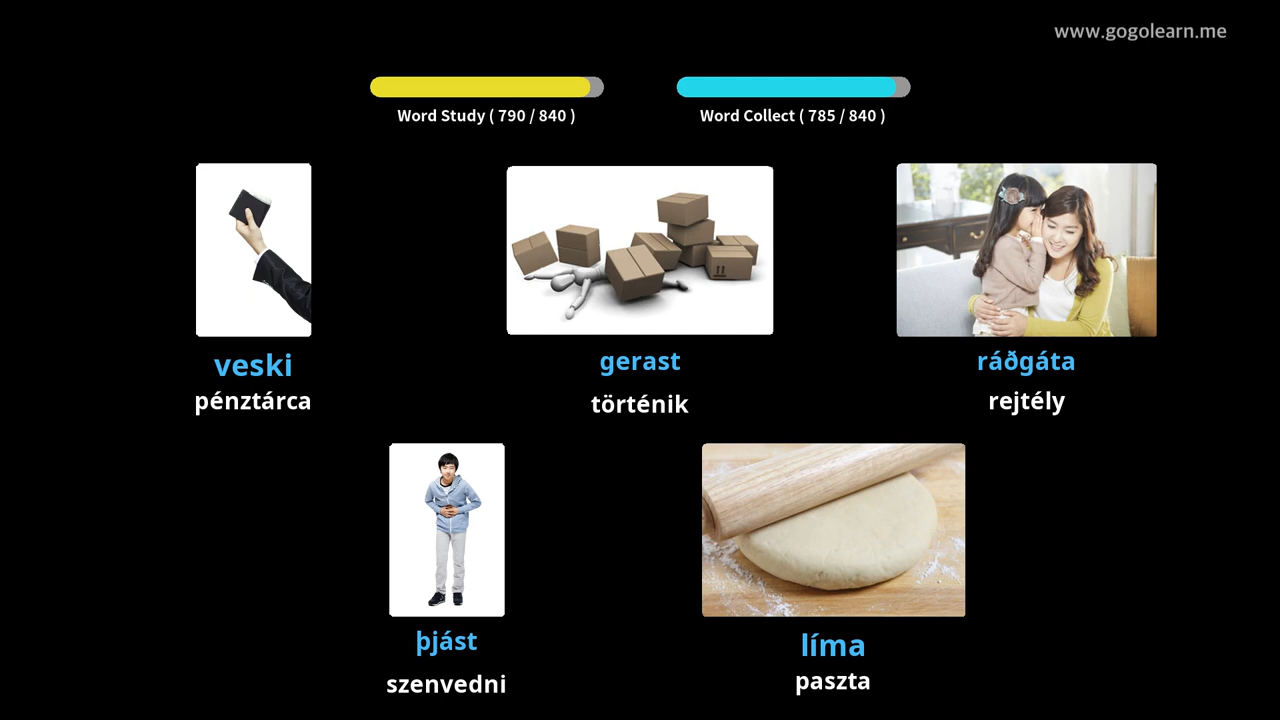 www.gogolearn.me
Word Study ( 790 / 840 )
Word Collect ( 785 / 840 )
veski
pénztárca
gerast
történik
ráðgáta
rejtély
þjást
szenvedni
líma
paszta